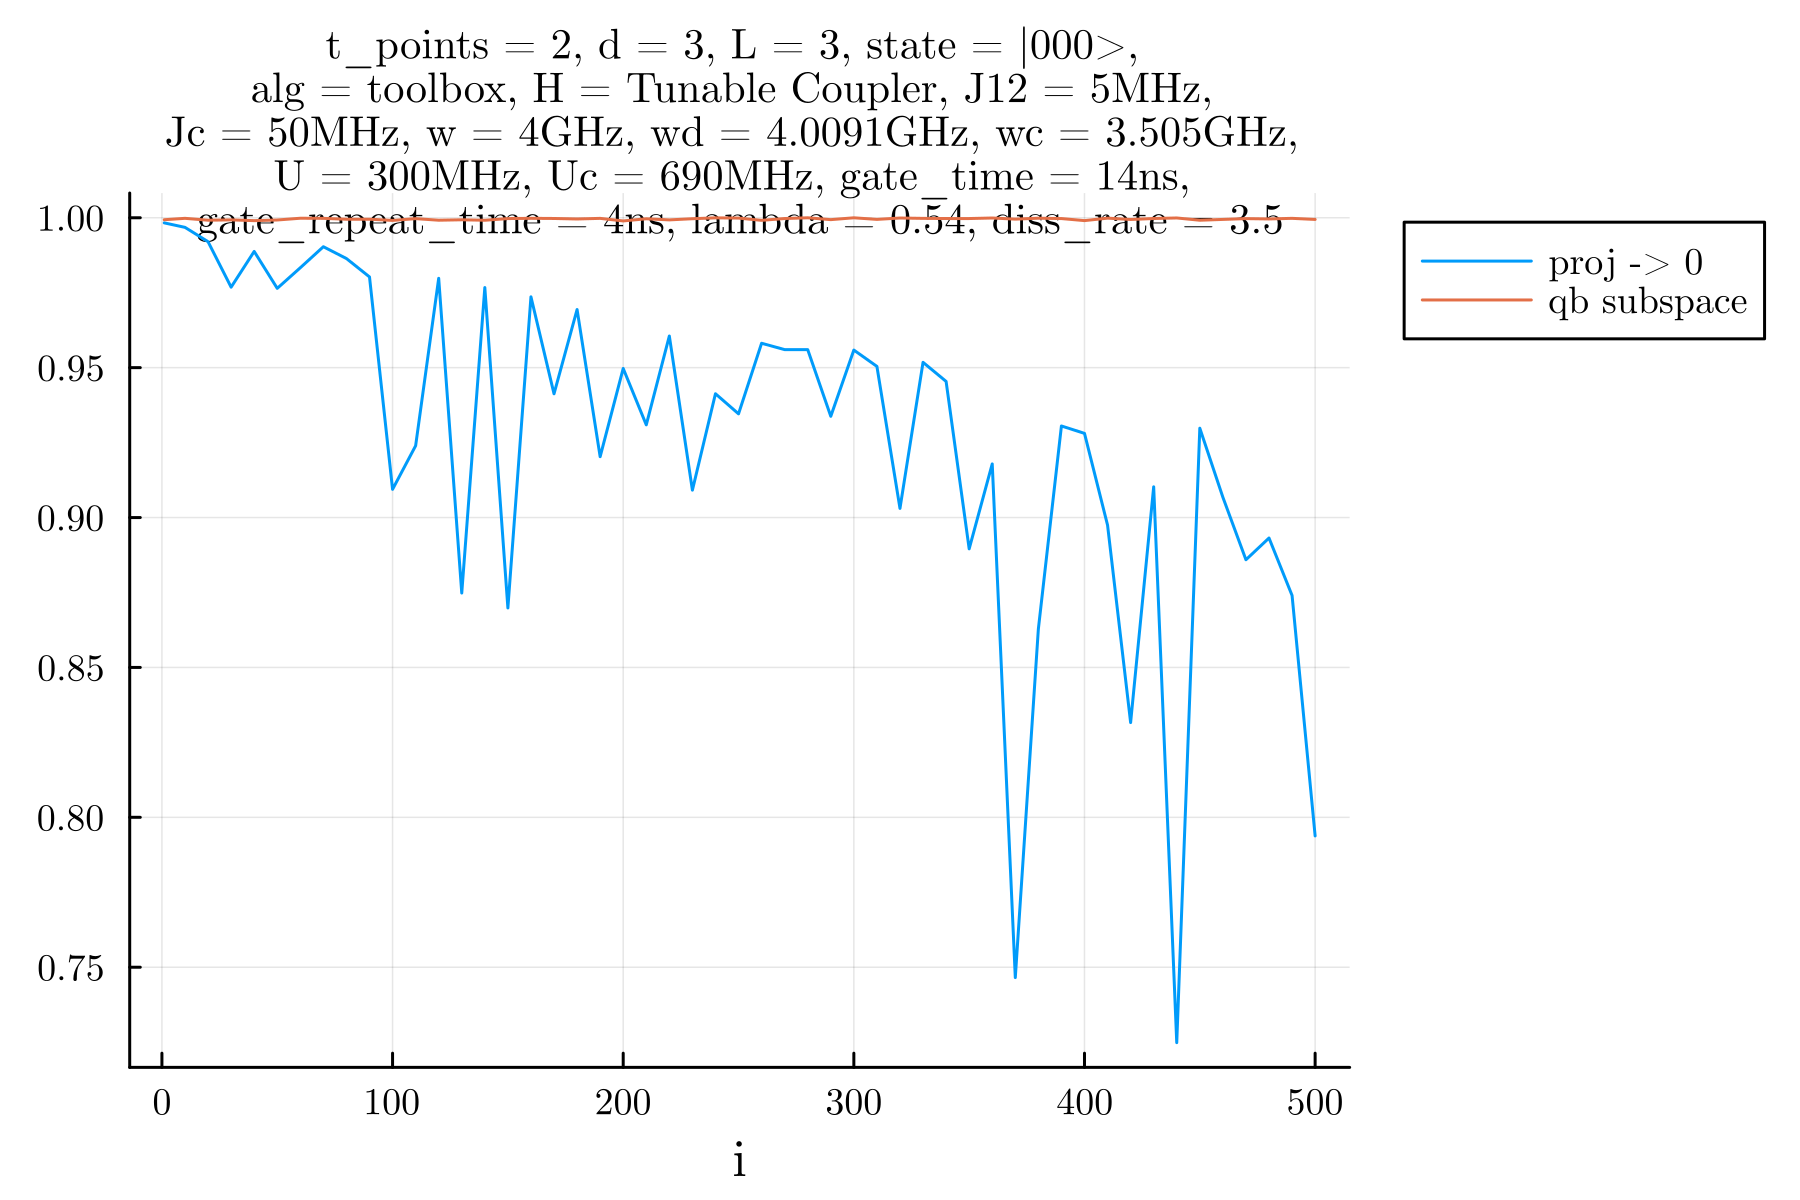 t_points = 2, d = 3, L = 3, state = |000>,
alg = toolbox, H = Tunable Coupler, J12 = 5MHz,
Jc = 50MHz, w = 4GHz, wd = 4.0091GHz, wc = 3.505GHz,
U = 300MHz, Uc = 690MHz, gate_time = 14ns,
gate_repeat_time = 4ns, lambda = 0.54, diss_rate = 3.5
1.00
0.95
0.90
0.85
0.80
0.75
0 100 200 300 400 500
i
proj -> 0
qb subspace